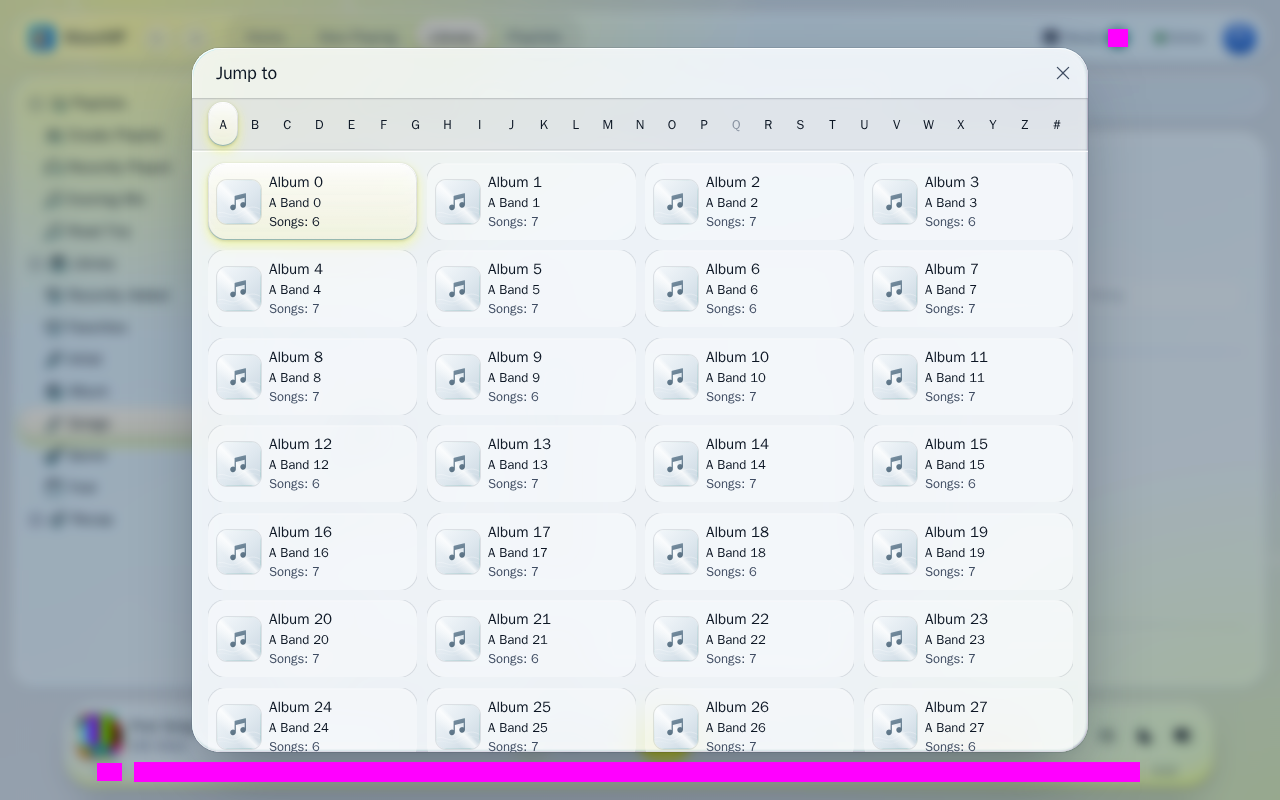 Jump to
A B C D E F G H I J K L M N O P Q R S T U V W X Y Z #
Album 0
A Band 0
Songs: 6
Album 1
A Band 1
Songs: 7
Album 2
A Band 2
Songs: 7
Album 3
A Band 3
Songs: 6
Album 4
A Band 4
Songs: 7
Album 5
A Band 5
Songs: 7
Album 6
A Band 6
Songs: 6
Album 7
A Band 7
Songs: 7
Album 8
A Band 8
Songs: 7
Album 9
A Band 9
Songs: 6
Album 10
A Band 10
Songs: 7
Album 11
A Band 11
Songs: 7
Album 12
A Band 12
Songs: 6
Album 13
A Band 13
Songs: 7
Album 14
A Band 14
Songs: 7
Album 15
A Band 15
Songs: 6
Album 16
A Band 16
Songs: 7
Album 17
A Band 17
Songs: 7
Album 18
A Band 18
Songs: 6
Album 19
A Band 19
Songs: 7
Album 20
A Band 20
Songs: 7
Album 21
A Band 21
Songs: 6
Album 22
A Band 22
Songs: 7
Album 23
A Band 23
Songs: 7
Album 24
A Band 24
Songs: 6
Album 25
A Band 25
Songs: 7
Album 26
A Band 26
Songs: 7
Album 27
A Band 27
Songs: 6